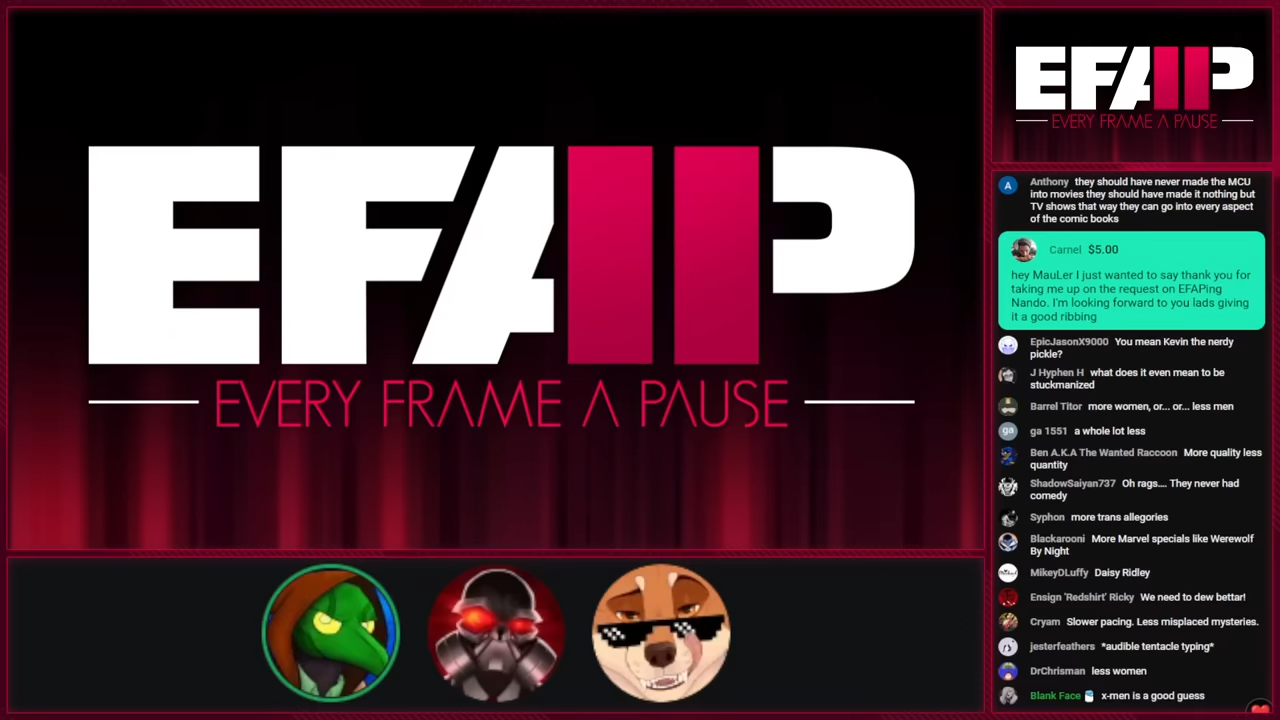 EFAP
EVERY FRAME A PAUSE
EFAP
EVERY FRAME A PAUSE
A
Anthony they should have never made the MCU
into movies they should have made it nothing but
TV shows that way they can go into every aspect
of the comic books
Carnel $5.00
hey MauLer I just wanted to say thank you for
taking me up on the request on EFAPing
Nando. I'm looking forward to you lads giving
it a good ribbing
EpicJasonX9000 You mean Kevin the nerdy
pickle?
J Hyphen H what does it even mean to be
stuckmanized
Barrel Titor more women, or... or... less men
ga ga 1551 a whole lot less
Ben A.K.A The Wanted Raccoon More quality less
quantity
ShadowSaiyan737 Oh rags.... They never had
comedy
Syphon more trans allegories
Blackarooni More Marvel specials like Werewolf
By Night
MikeyDLuffy Daisy Ridley
Ensign 'Redshirt' Ricky We need to dew bettar!
Cryam Slower pacing. Less misplaced mysteries.
jesterfeathers *audible tentacle typing*
DrChrisman less women
Blank Face x-men is a good guess